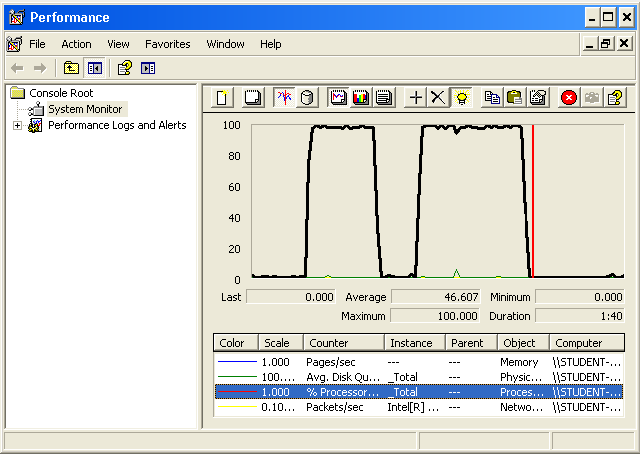 Performance
File Action View Favorites Window Help
Console Root
System Monitor
Performance Logs and Alerts
100
80
60
40
20
0
Last 0.000 Average 46.607 Minimum 0.000
Maximum 100.000 Duration 1:40
Color Scale Counter Instance Parent Object Computer
1.000 Pages/sec --- --- Memory \\STUDENT-...
100.... Avg. Disk Qu... _Total --- Physic... \\STUDENT-...
1.000 % Processor... _Total --- Proces... \\STUDENT-...
0.10... Packets/sec Intel[R] ... --- Netwo... \\STUDENT-...